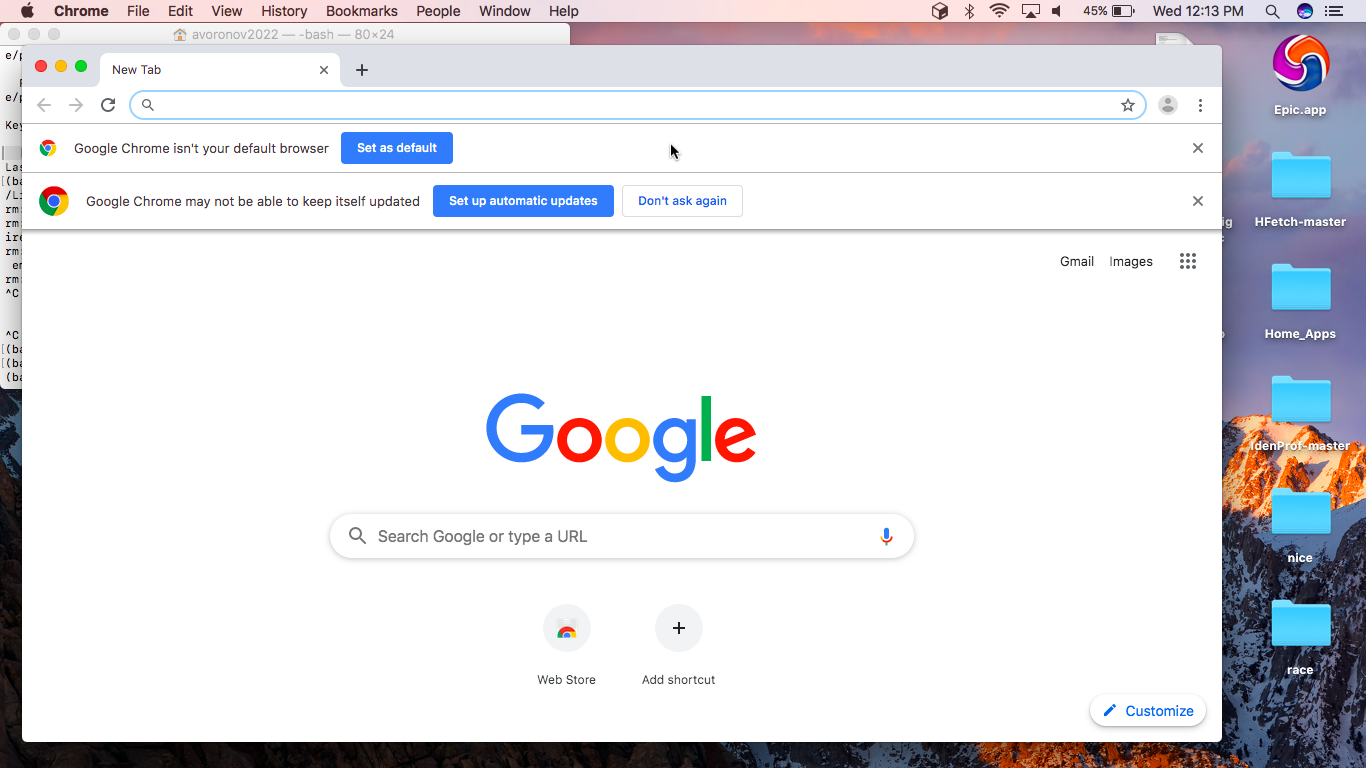 Chrome File Edit View History Bookmarks People Window Help 45% Wed 12:13 PM
avoronov2022 — -bash — 80×24
e/p
e/p
Key
Las
(ba
/Li
rm:
rm:
ire
rm:
en
rm:
^C
^C
(ba
(ba
(ba
New Tab
Google Chrome isn't your default browser Set as default
Google Chrome may not be able to keep itself updated Set up automatic updates Don't ask again
Gmail Images
Google
Search Google or type a URL
Web Store Add shortcut
Customize
Epic.app
HFetch-master
Home_Apps
IdenProf-master
nice
race